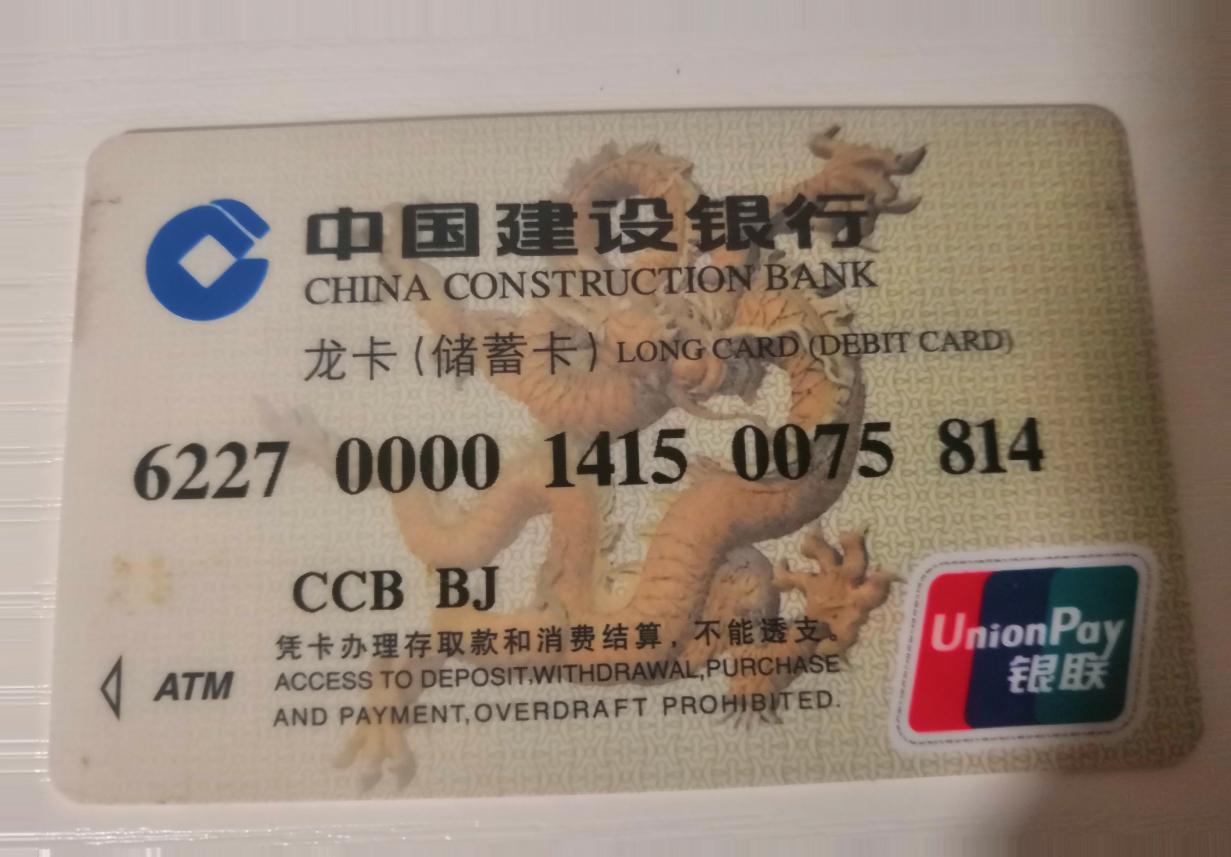 中国建设银行
CHINA CONSTRUCTION BANK
龙卡(储蓄卡) LONG CARD (DEBIT CARD)
6227 0000 1415 0075 814
CCB BJ
凭卡办理存取款和消费结算，不能透支。
ATM
ACCESS TO DEPOSIT,WITHDRAWAL,PURCHASE
AND PAYMENT,OVERDRAFT PROHIBITED.
UnionPay
银联